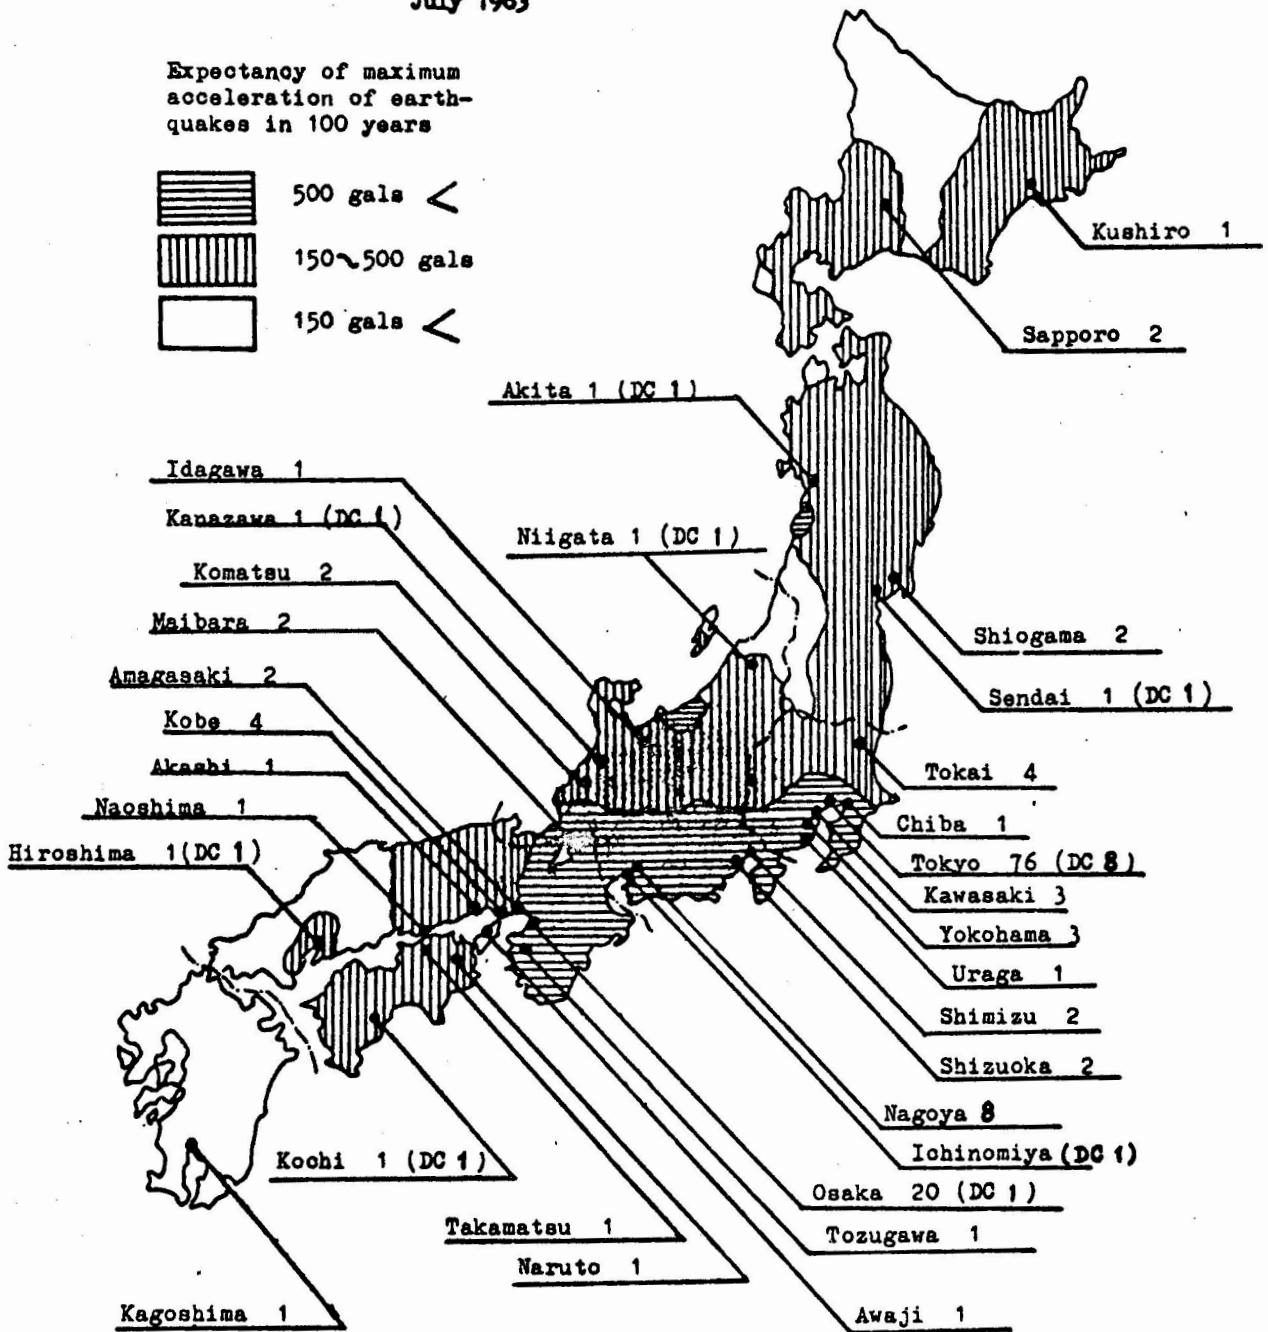 July 1963
Expectancy of maximum
acceleration of earth-
quakes in 100 years
500 gals <
150~500 gals
150 gals <
Kushiro 1
Sapporo 2
Akita 1 (DC 1)
Idagawa 1
Kanazawa 1 (DC 1)
Niigata 1 (DC 1)
Komatsu 2
Maibara 2
Shiogama 2
Amagasaki 2
Sendai 1 (DC 1)
Kobe 4
Akashi 1
Tokai 4
Naoshima 1
Chiba 1
Hiroshima 1(DC 1)
Tokyo 76 (DC 8)
Kawasaki 3
Yokohama 3
Uraga 1
Shimizu 2
Shizuoka 2
Nagoya 8
Ichinomiya (DC 1)
Kochi 1 (DC 1)
Osaka 20 (DC 1)
Takamatsu 1
Tozugawa 1
Naruto 1
Kagoshima 1
Awaji 1